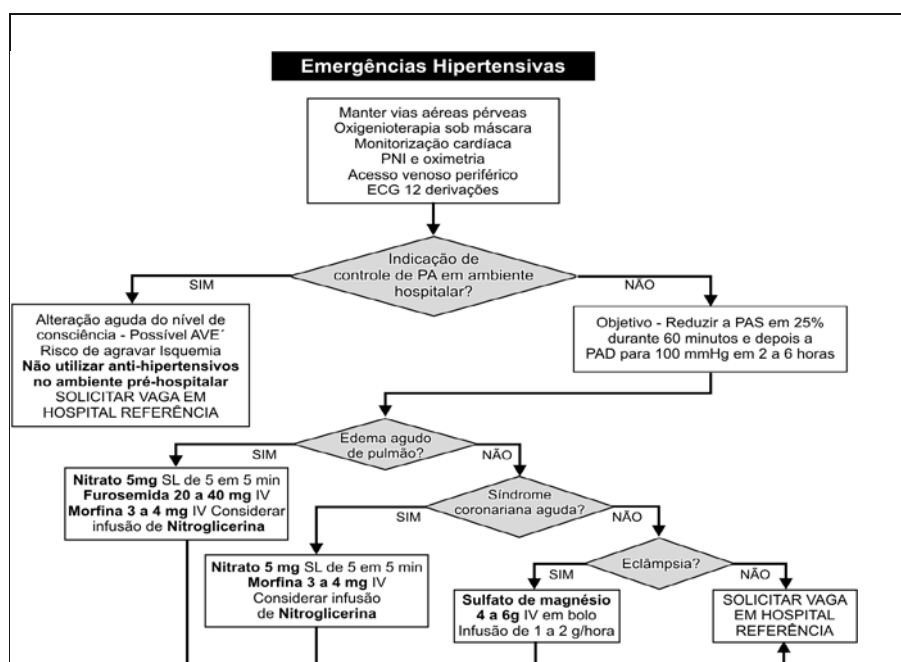 Emergências Hipertensivas
Manter vias aéreas pérveas
Oxigenioterapia sob máscara
Monitorização cardíaca
PNI e oximetria
Acesso venoso periférico
ECG 12 derivações
Indicação de
controle de PA em ambiente
hospitalar?
SIM
NÃO
Alteração aguda do nível de
consciência - Possível AVE´
Risco de agravar Isquemia
Não utilizar anti-hipertensivos
no ambiente pré-hospitalar
SOLICITAR VAGA EM
HOSPITAL REFERÊNCIA
Objetivo - Reduzir a PAS em 25%
durante 60 minutos e depois a
PAD para 100 mmHg em 2 a 6 horas
Edema agudo
de pulmão?
SIM
NÃO
Nitrato 5mg SL de 5 em 5 min
Furosemida 20 a 40 mg IV
Morfina 3 a 4 mg IV Considerar
infusão de Nitroglicerina
Síndrome
coronariana aguda?
SIM
NÃO
Nitrato 5 mg SL de 5 em 5 min
Morfina 3 a 4 mg IV
Considerar infusão
de Nitroglicerina
Eclâmpsia?
SIM
NÃO
Sulfato de magnésio
4 a 6g IV em bolo
Infusão de 1 a 2 g/hora
SOLICITAR VAGA
EM HOSPITAL
REFERÊNCIA